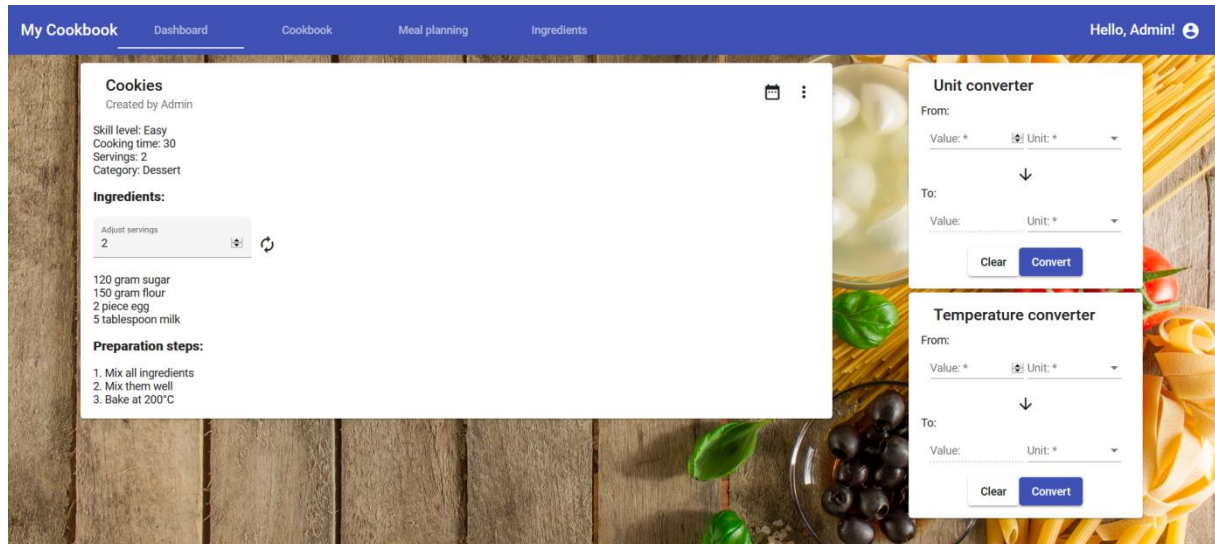 My Cookbook Dashboard Cookbook Meal planning Ingredients Hello, Admin!
Cookies
Created by Admin
Skill level: Easy
Cooking time: 30
Servings: 2
Category: Dessert
Ingredients:
Adjust servings
2
120 gram sugar
150 gram flour
2 piece egg
5 tablespoon milk
Preparation steps:
1. Mix all ingredients
2. Mix them well
3. Bake at 200°C
Unit converter
From:
Value: * Unit: *
To:
Value: Unit: *
Clear Convert
Temperature converter
From:
Value: * Unit: *
To:
Value: Unit: *
Clear Convert